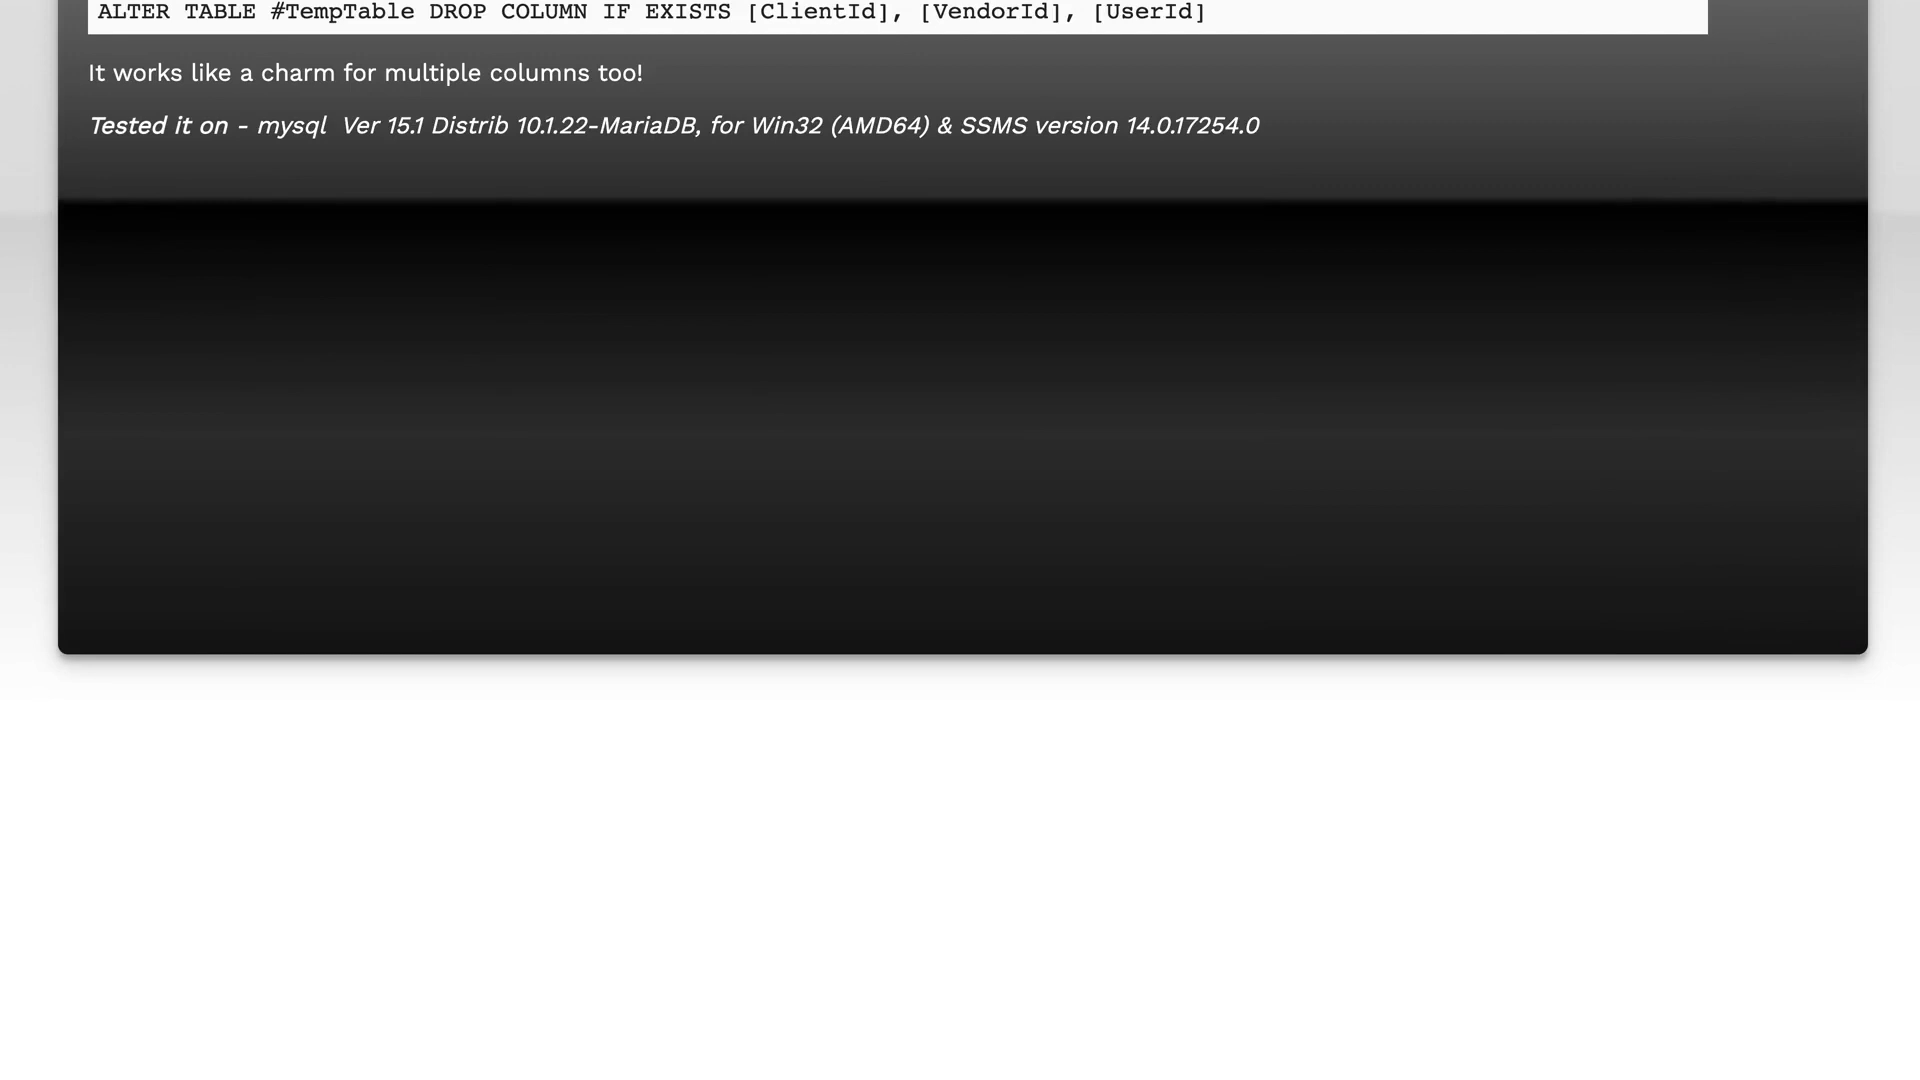 ALTER TABLE #TempTable DROP COLUMN IF EXISTS [ClientId], [VendorId], [UserId]
It works like a charm for multiple columns too!
Tested it on - mysql  Ver 15.1 Distrib 10.1.22-MariaDB, for Win32 (AMD64) & SSMS version 14.0.17254.0